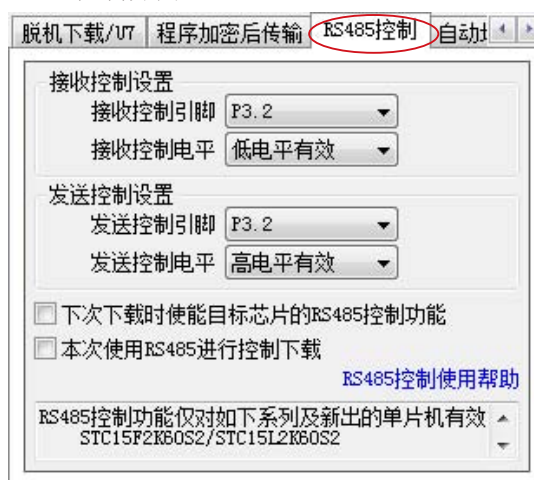 脱机下载/U7 程序加密后传输 RS485控制 自动
接收控制设置
接收控制引脚 P3.2
接收控制电平 低电平有效
发送控制设置
发送控制引脚 P3.2
发送控制电平 高电平有效
下次下载时使能目标芯片的RS485控制功能
本次使用RS485进行控制下载
RS485控制使用帮助
RS485控制功能仅对如下系列及新出的单片机有效
STC15F2K60S2/STC15L2K60S2